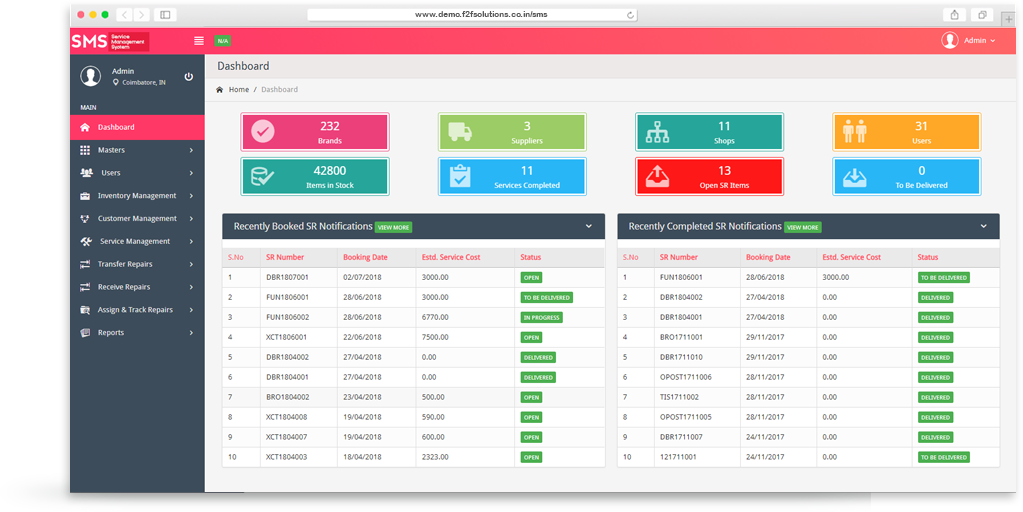 www.demo.f2fsolutions.co.in/sms
SMS Service Management System
N/A
Admin
Admin
Coimbatore, IN
MAIN
Dashboard
Masters
Users
Inventory Management
Customer Management
Service Management
Transfer Repairs
Receive Repairs
Assign & Track Repairs
Reports
Dashboard
Home / Dashboard
232
Brands
3
Suppliers
11
Shops
31
Users
42800
Items in Stock
11
Services Completed
13
Open SR Items
0
To Be Delivered
Recently Booked SR Notifications VIEW MORE
S.No SR Number Booking Date Estd. Service Cost Status
1 DBR1807001 02/07/2018 3000.00 OPEN
2 FUN1806001 28/06/2018 3000.00 TO BE DELIVERED
3 FUN1806002 28/06/2018 6770.00 IN PROGRESS
4 XCT1806001 22/06/2018 7500.00 OPEN
5 DBR1804002 27/04/2018 0.00 DELIVERED
6 DBR1804001 27/04/2018 0.00 DELIVERED
7 BRO1804002 23/04/2018 500.00 OPEN
8 XCT1804008 19/04/2018 590.00 OPEN
9 XCT1804007 19/04/2018 600.00 OPEN
10 XCT1804003 18/04/2018 2323.00 OPEN
Recently Completed SR Notifications VIEW MORE
S.No SR Number Booking Date Estd. Service Cost Status
1 FUN1806001 28/06/2018 3000.00 TO BE DELIVERED
2 DBR1804002 27/04/2018 0.00 DELIVERED
3 DBR1804001 27/04/2018 0.00 DELIVERED
4 BRO1711001 29/11/2017 0.00 DELIVERED
5 DBR1711010 29/11/2017 0.00 DELIVERED
6 OPOST1711006 28/11/2017 0.00 DELIVERED
7 TIS1711002 28/11/2017 0.00 DELIVERED
8 OPOST1711005 28/11/2017 0.00 DELIVERED
9 DBR1711007 24/11/2017 0.00 DELIVERED
10 121711001 24/11/2017 0.00 TO BE DELIVERED